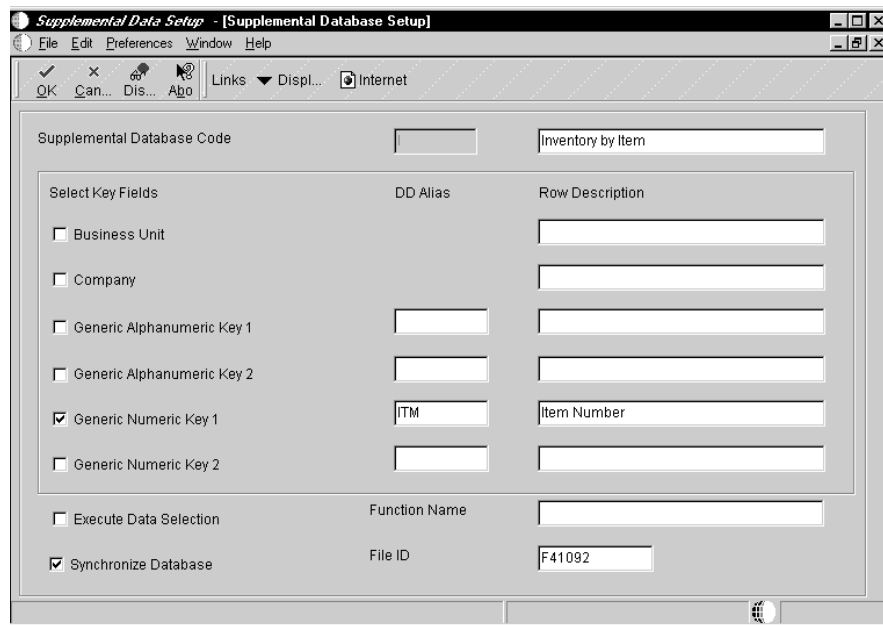 Supplemental Data Setup - [Supplemental Database Setup]
File Edit Preferences Window Help
OK Can... Dis... Abo Links Displ... Internet
Supplemental Database Code I Inventory by Item
Select Key Fields DD Alias Row Description
Business Unit
Company
Generic Alphanumeric Key 1
Generic Alphanumeric Key 2
Generic Numeric Key 1 ITM Item Number
Generic Numeric Key 2
Execute Data Selection Function Name
Synchronize Database File ID F41092